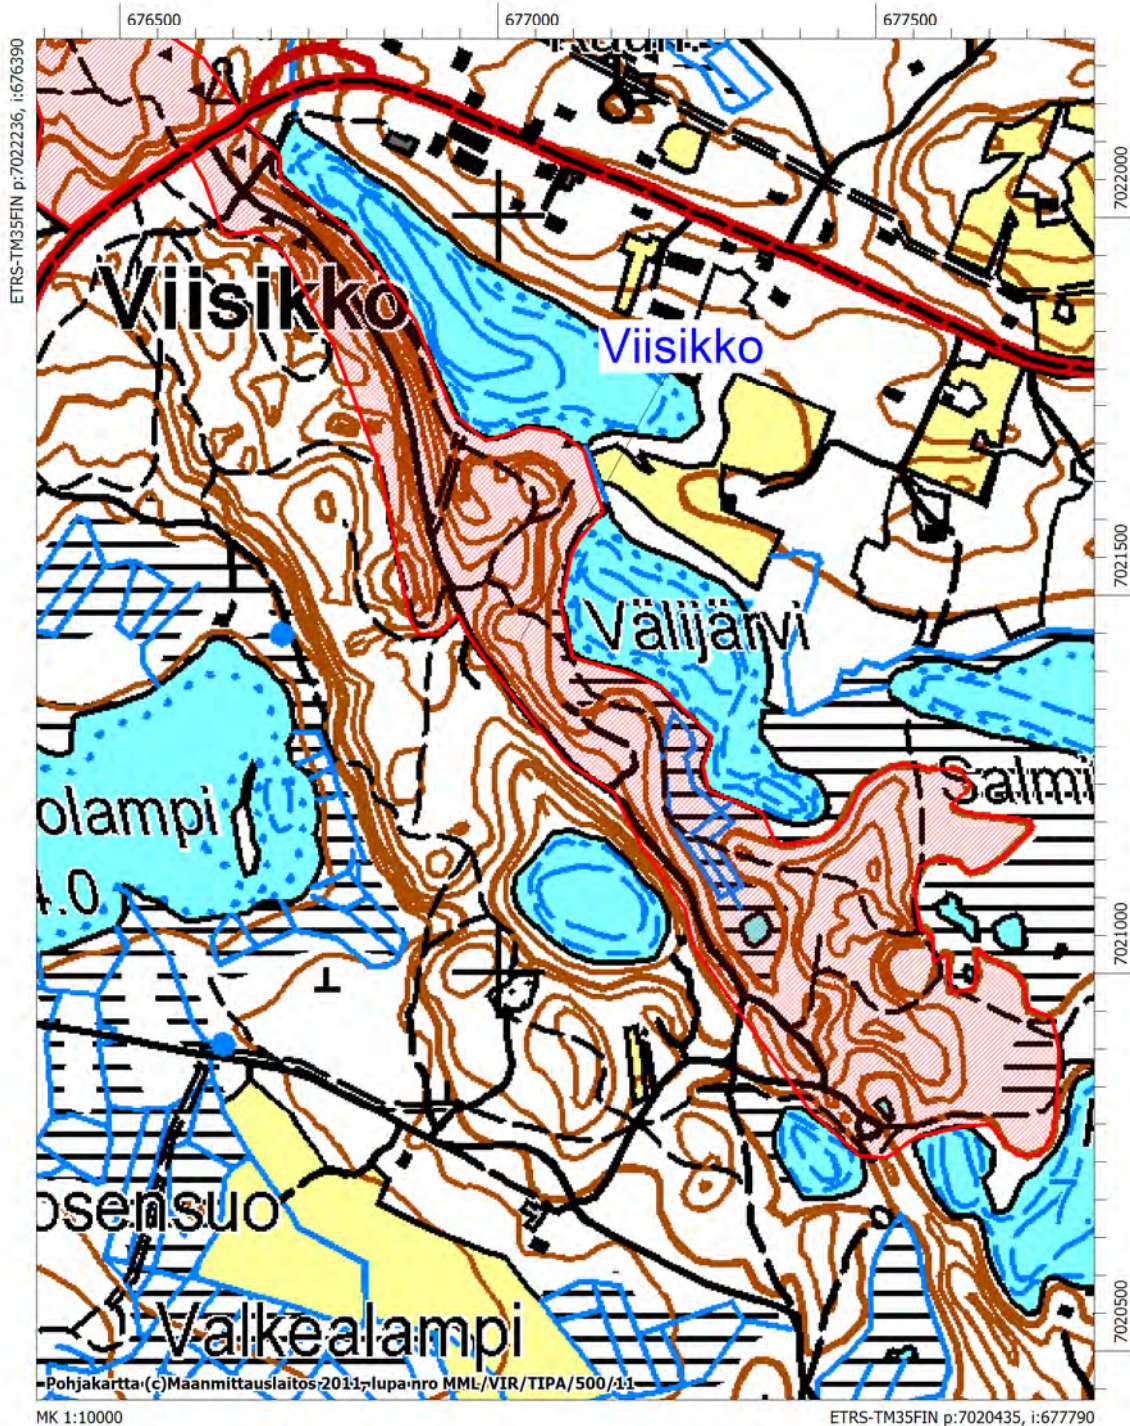 676500
677000
677500
ETRS-TM35FIN p:7022236, i:676390
7022000
Viisikko
Viisikko
7021500
Välijärvi
Salmi
olampi
4.0
7021000
osensuo
Valkealampi
7020500
Pohjakartta (c)Maanmittauslaitos 2011, lupa nro MML/VIR/TIPA/500/11
MK 1:10000
ETRS-TM35FIN p:7020435, i:677790